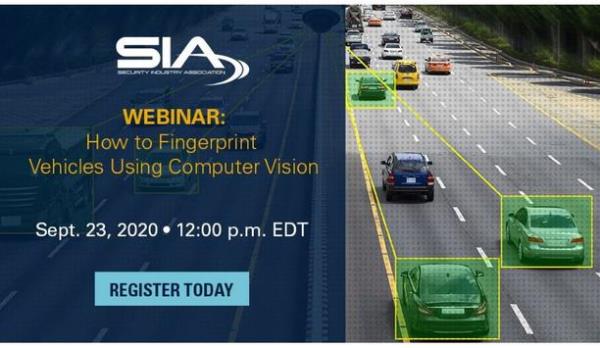 SIA
SECURITY INDUSTRY ASSOCIATION
WEBINAR:
How to Fingerprint
Vehicles Using Computer Vision
Sept. 23, 2020 • 12:00 p.m. EDT
REGISTER TODAY